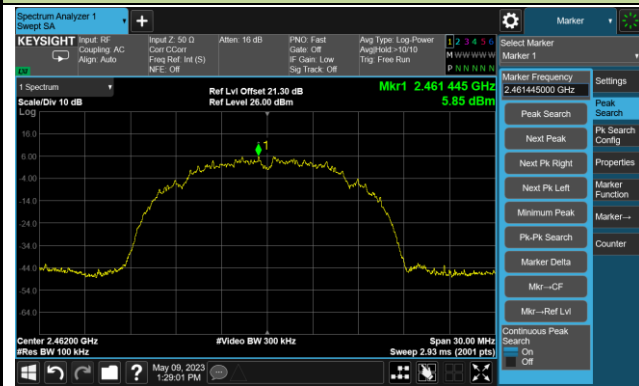 Spectrum Analyzer 1
Swept SA
Marker
KEYSIGHT
Input: RF
Coupling: AC
Align: Auto
Input Z: 50 Ω
Corr CCorr
Freq Ref: Int (S)
NFE: Off
Atten: 16 dB
PNO: Fast
Gate: Off
IF Gain: Low
Sig Track: Off
Avg Type: Log-Power
Avg|Hold:>10/10
Trig: Free Run
1 2 3 4 5 6
M W W W W W
P N N N N N
LVI
Select Marker
Marker 1
1 Spectrum
Scale/Div 10 dB
Ref Lvl Offset 21.30 dB
Ref Level 26.00 dBm
Mkr1 2.461 445 GHz
5.85 dBm
Log
16.0
6.00
-4.00
-14.0
-24.0
-34.0
-44.0
-54.0
-64.0
1
Center 2.46200 GHz
#Res BW 100 kHz
#Video BW 300 kHz
Span 30.00 MHz
Sweep 2.93 ms (2001 pts)
Marker Frequency
2.461445000 GHz
Peak Search
Next Peak
Next Pk Right
Next Pk Left
Minimum Peak
Pk-Pk Search
Marker Delta
Mkr→CF
Mkr→Ref Lvl
Continuous Peak
Search
On
Off
Settings
Peak
Search
Pk Search
Config
Properties
Marker
Function
Marker→
Counter
May 09, 2023
1:29:01 PM